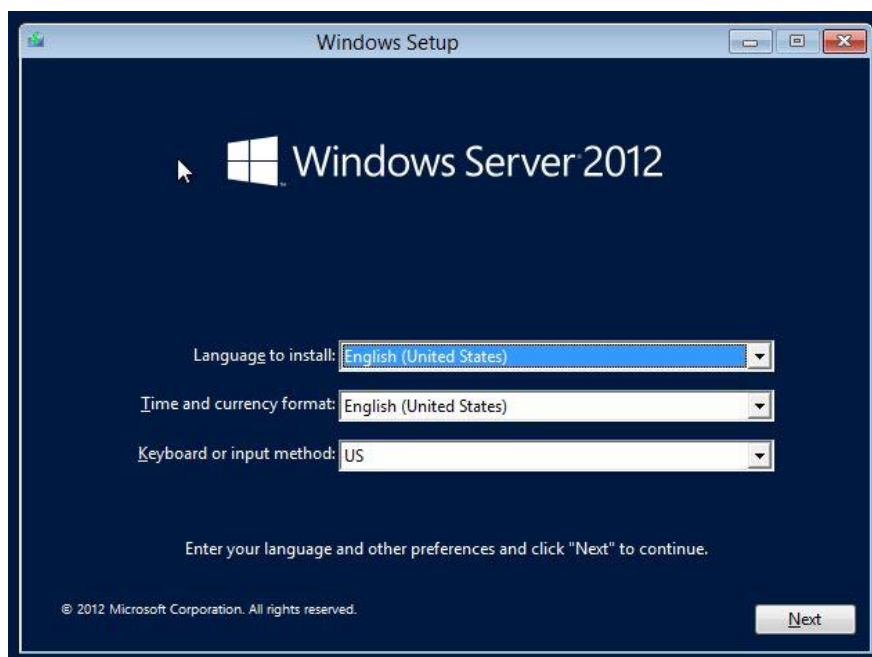 Windows Setup
Windows Server 2012
Language to install: English (United States)
Time and currency format: English (United States)
Keyboard or input method: US
Enter your language and other preferences and click "Next" to continue.
© 2012 Microsoft Corporation. All rights reserved.
Next